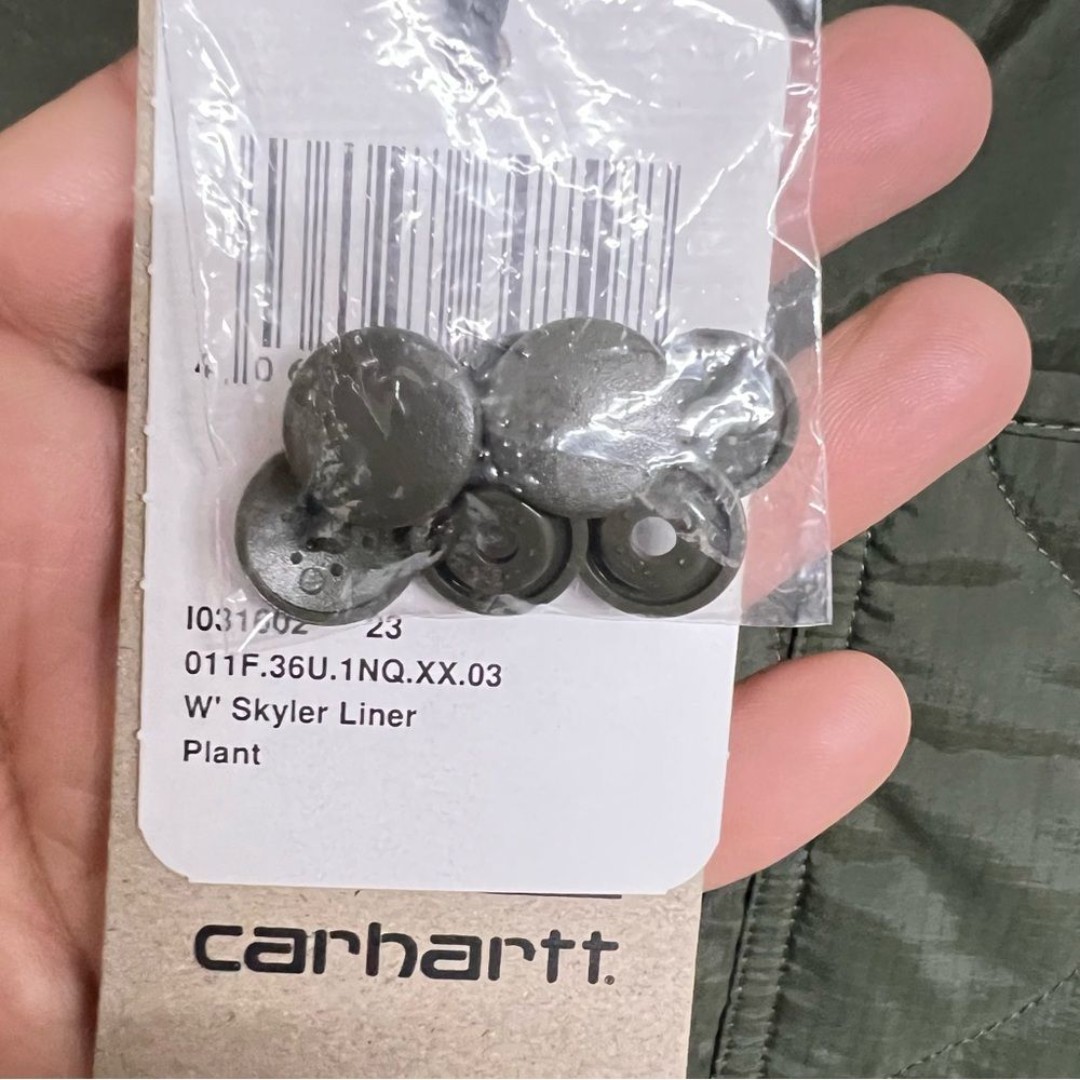 23
011F.36U.1NQ.XX.03
W' Skyler Liner
Plant
carhartt®